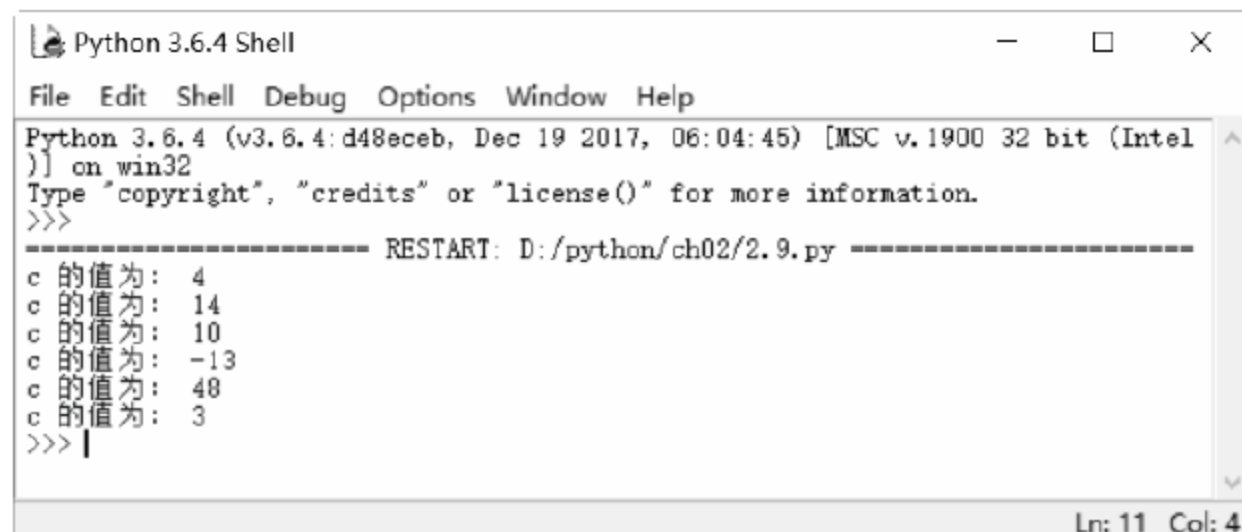 Python 3.6.4 Shell
File Edit Shell Debug Options Window Help
Python 3.6.4 (v3.6.4:d48eceb, Dec 19 2017, 06:04:45) [MSC v.1900 32 bit (Intel
)] on win32
Type "copyright", "credits" or "license()" for more information.
>>>
======================= RESTART: D:/python/ch02/2.9.py =======================
c 的值为： 4
c 的值为： 14
c 的值为： 10
c 的值为： -13
c 的值为： 48
c 的值为： 3
>>>
Ln: 11 Col: 4